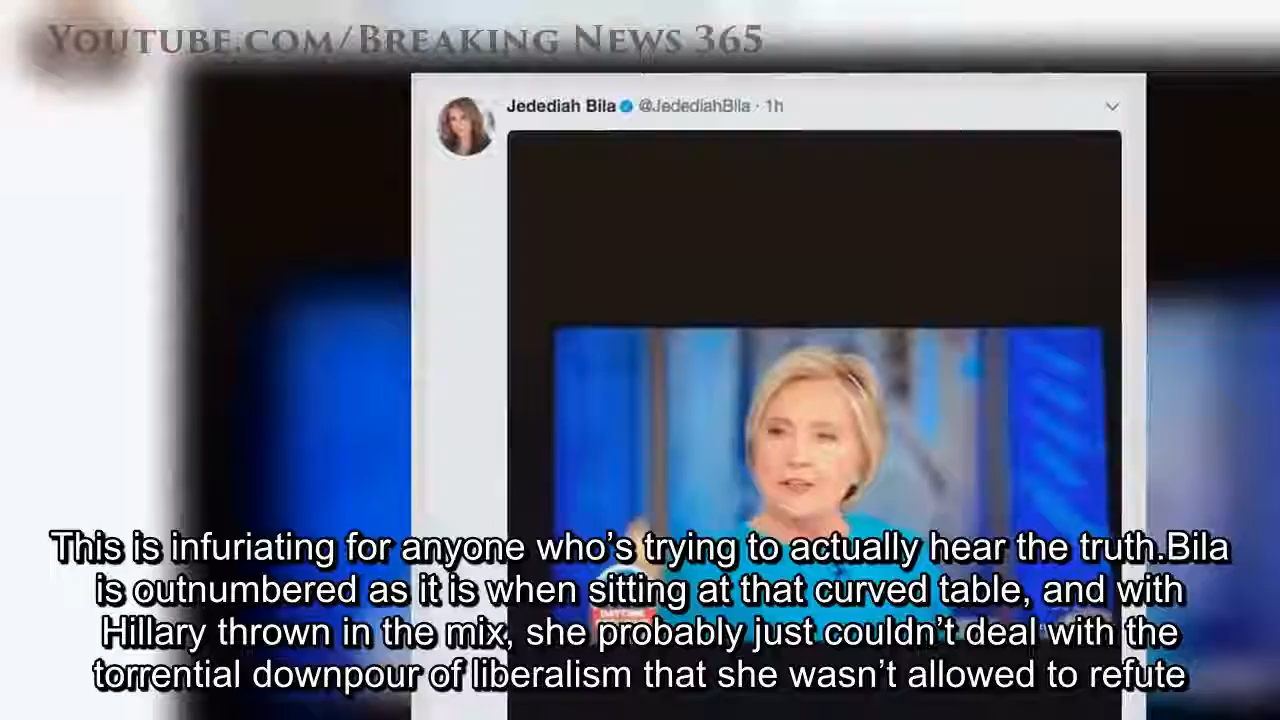 YOUTUBE.COM/BREAKING NEWS 365
Jedediah Bila @JedediahBila · 1h
This is infuriating for anyone who's trying to actually hear the truth.Bila
is outnumbered as it is when sitting at that curved table, and with
Hillary thrown in the mix, she probably just couldn't deal with the
torrential downpour of liberalism that she wasn't allowed to refute